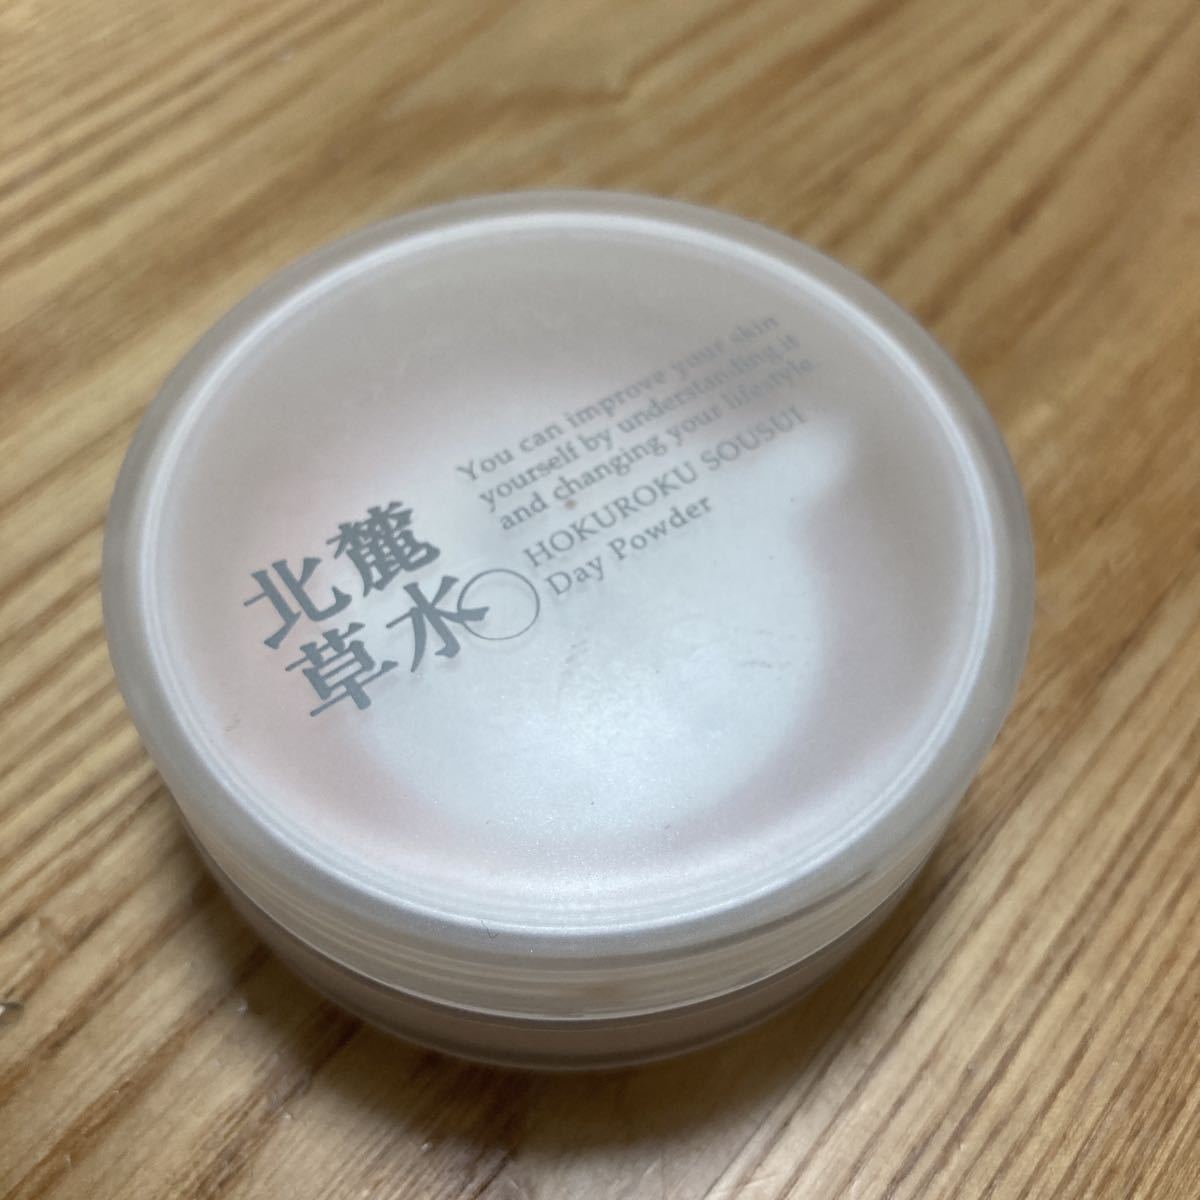 You can improve your skin
yourself by understanding it
and changing your lifestyle.
HOKUROKU SOUSUI
Day Powder
北麓
草水